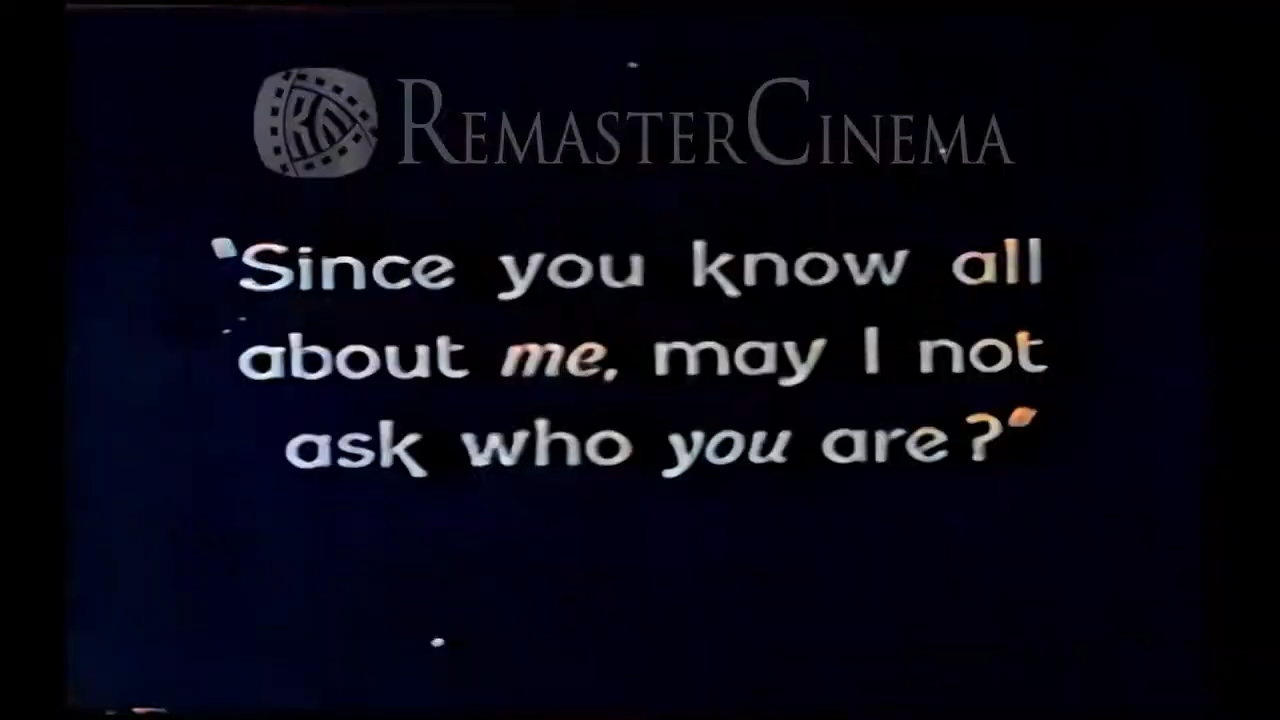 REMASTERCINEMA
"Since you know all
about me, may I not
ask who you are?"